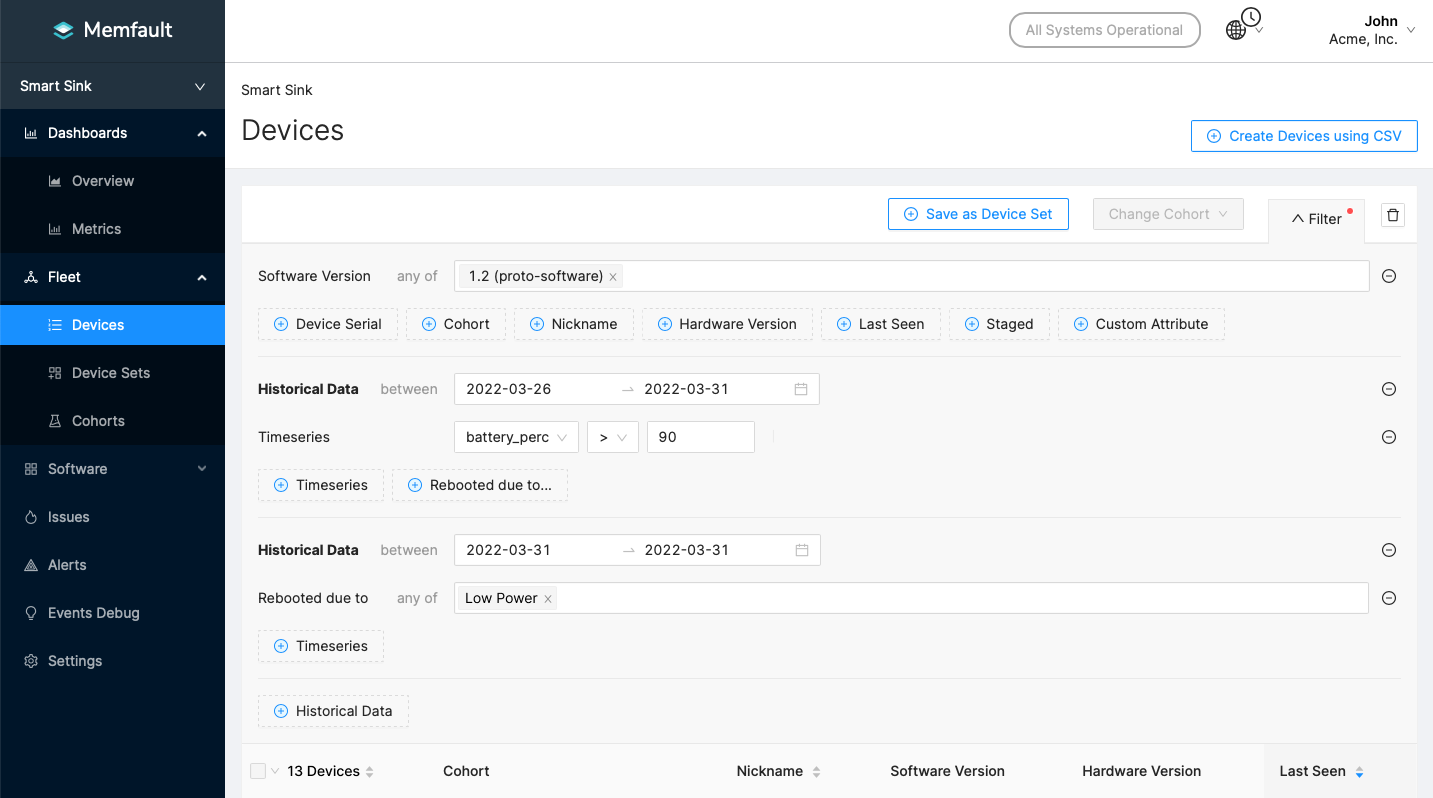 Memfault
All Systems Operational
John
Acme, Inc.
Smart Sink
Dashboards
Overview
Metrics
Fleet
Devices
Device Sets
Cohorts
Software
Issues
Alerts
Events Debug
Settings
Smart Sink
Devices
Create Devices using CSV
Save as Device Set
Change Cohort
Filter
Software Version any of 1.2 (proto-software) ×
Device Serial Cohort Nickname Hardware Version Last Seen Staged Custom Attribute
Historical Data between 2022-03-26 → 2022-03-31
Timeseries battery_perc > 90
Timeseries Rebooted due to...
Historical Data between 2022-03-31 → 2022-03-31
Rebooted due to any of Low Power ×
Timeseries
Historical Data
13 Devices Cohort Nickname Software Version Hardware Version Last Seen